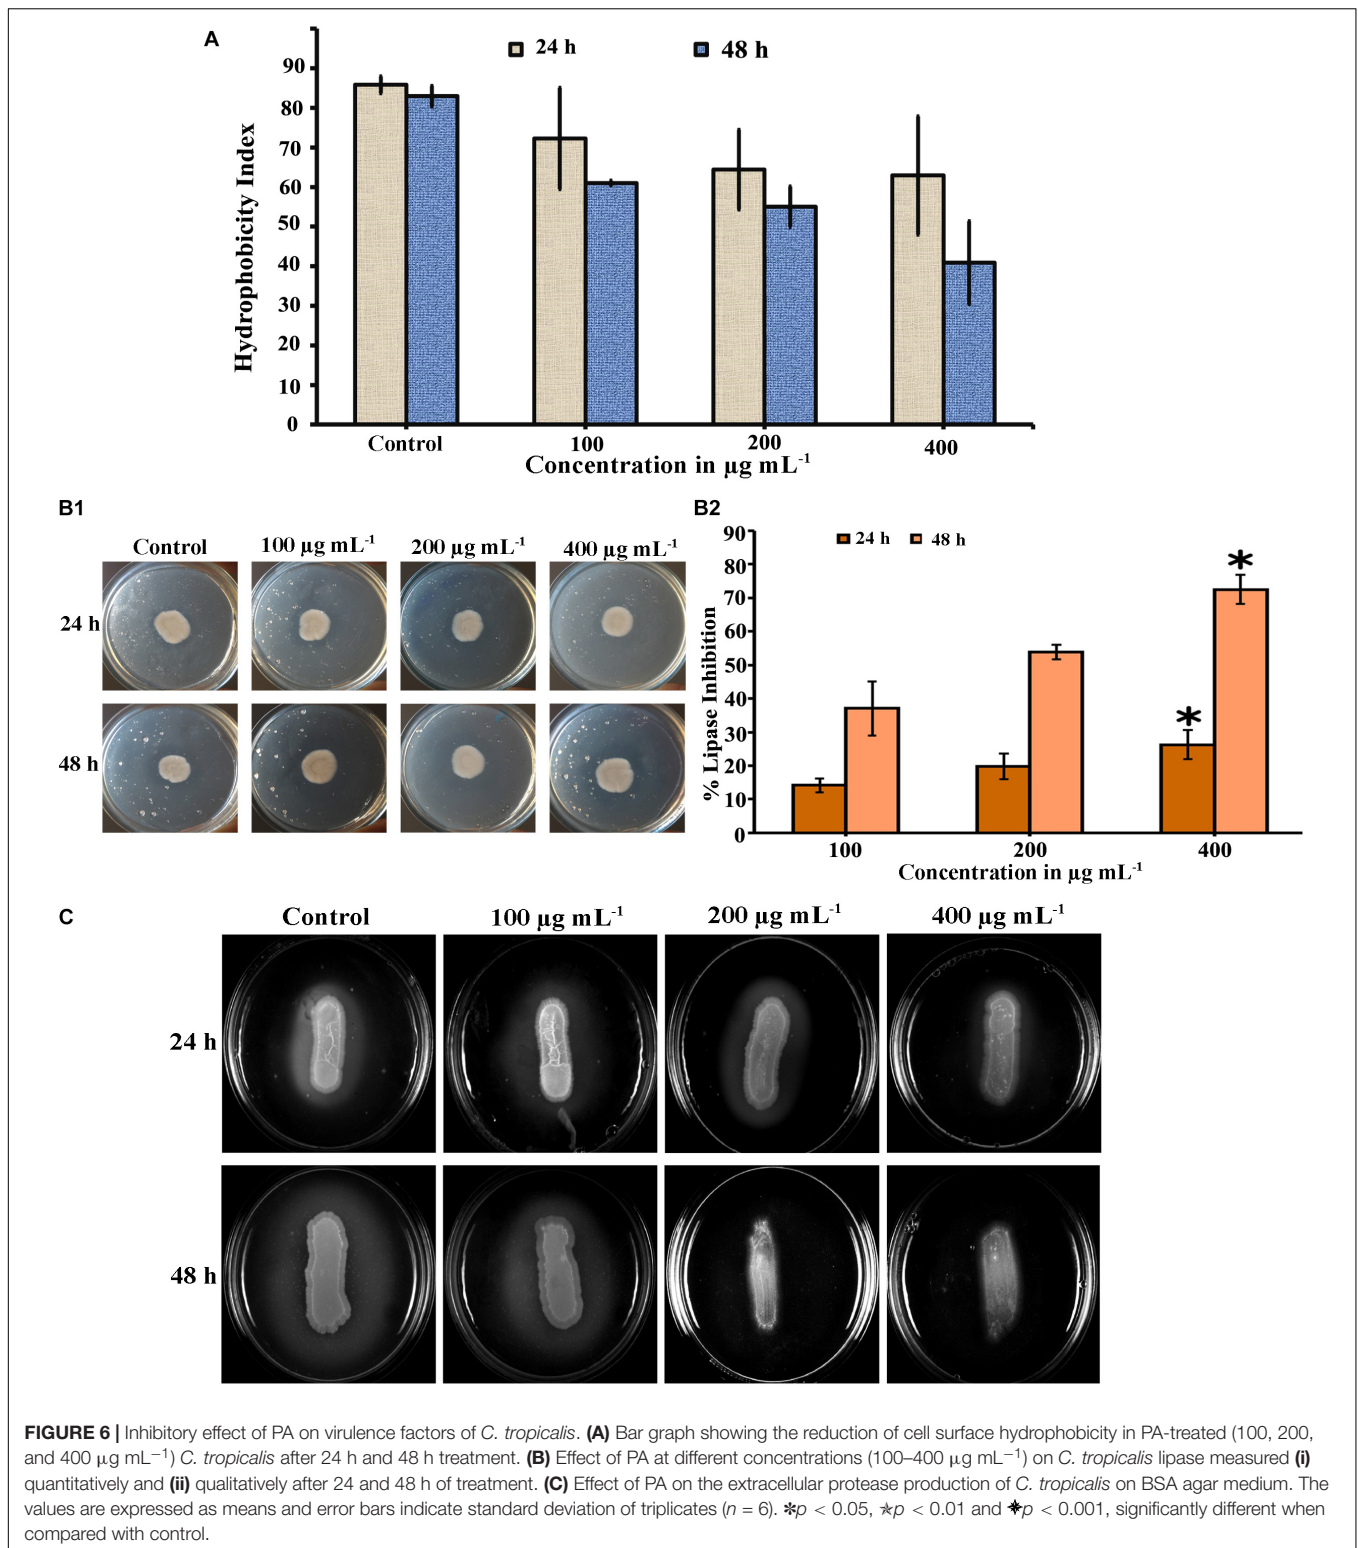 A
24 h
48 h
Hydrophobicity Index
90
80
70
60
50
40
30
20
10
0
Control
100
200
400
Concentration in µg mL-1
B1
Control
100 µg mL-1
200 µg mL-1
400 µg mL-1
24 h
48 h
B2
24 h
48 h
% Lipase Inhibition
90
80
70
60
50
40
30
20
10
0
*
*
100
200
400
Concentration in µg mL-1
C
Control
100 µg mL-1
200 µg mL-1
400 µg mL-1
24 h
48 h
FIGURE 6 | Inhibitory effect of PA on virulence factors of C. tropicalis. (A) Bar graph showing the reduction of cell surface hydrophobicity in PA-treated (100, 200,
and 400 µg mL−1) C. tropicalis after 24 h and 48 h treatment. (B) Effect of PA at different concentrations (100–400 µg mL−1) on C. tropicalis lipase measured (i)
quantitatively and (ii) qualitatively after 24 and 48 h of treatment. (C) Effect of PA on the extracellular protease production of C. tropicalis on BSA agar medium. The
values are expressed as means and error bars indicate standard deviation of triplicates (n = 6). ✻p < 0.05, ✯p < 0.01 and ✦p < 0.001, significantly different when
compared with control.